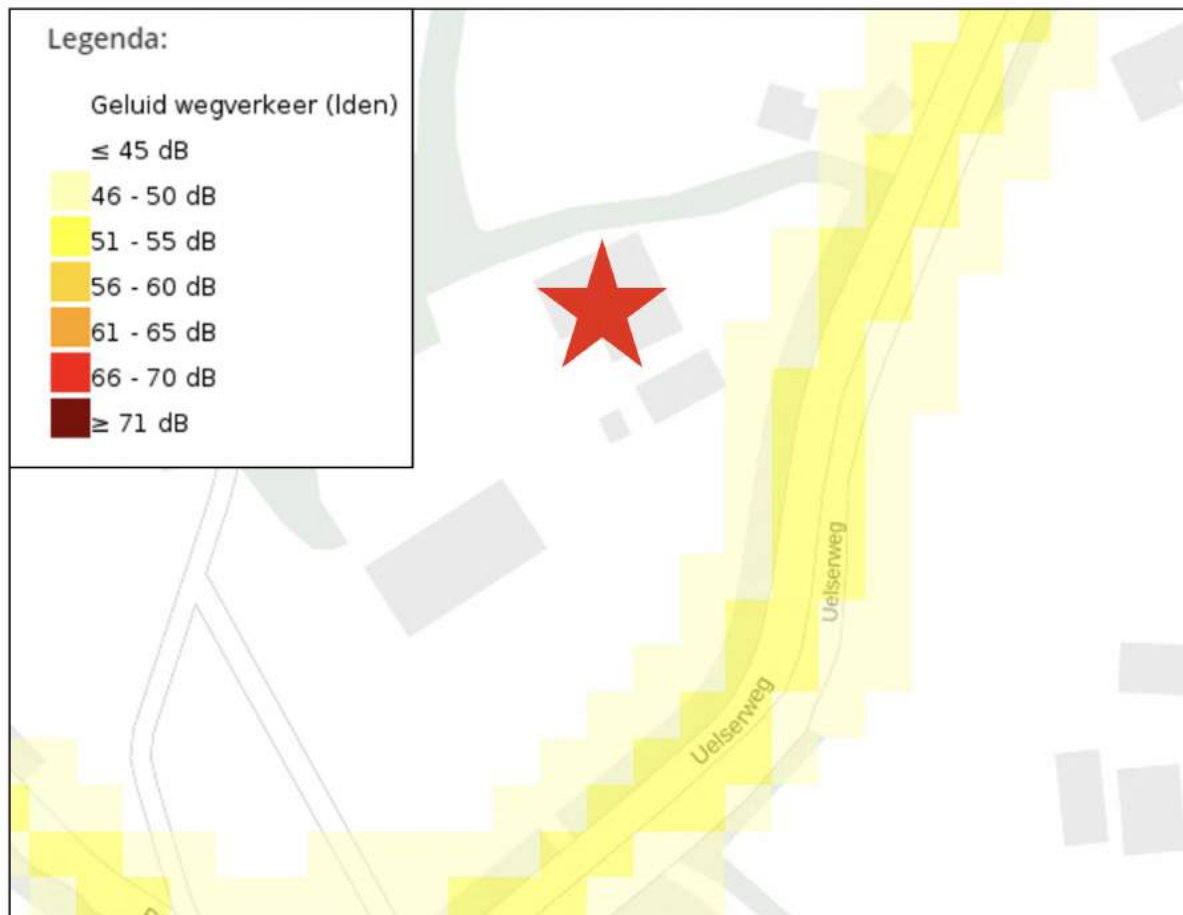 Legenda:
Geluid wegverkeer (lden)
≤ 45 dB
46 - 50 dB
51 - 55 dB
56 - 60 dB
61 - 65 dB
66 - 70 dB
≥ 71 dB
Uelserweg
Uelserweg